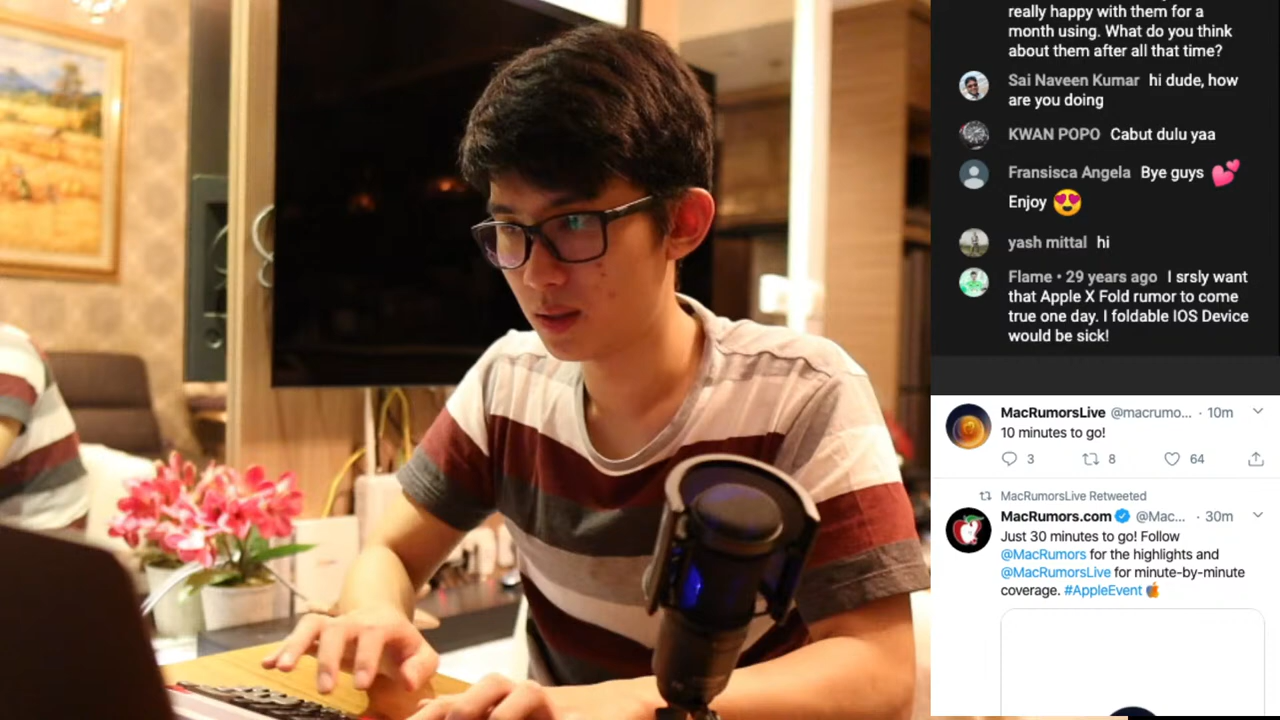 really happy with them for a
month using. What do you think
about them after all that time?
Sai Naveen Kumar hi dude, how
are you doing
KWAN POPO Cabut dulu yaa
Fransisca Angela Bye guys 💕
Enjoy 😍
yash mittal hi
Flame • 29 years ago I srsly want
that Apple X Fold rumor to come
true one day. I foldable IOS Device
would be sick!
MacRumorsLive @macrumo... · 10m
10 minutes to go!
3 8 64
MacRumorsLive Retweeted
MacRumors.com @Mac... · 30m
Just 30 minutes to go! Follow
@MacRumors for the highlights and
@MacRumorsLive for minute-by-minute
coverage. #AppleEvent